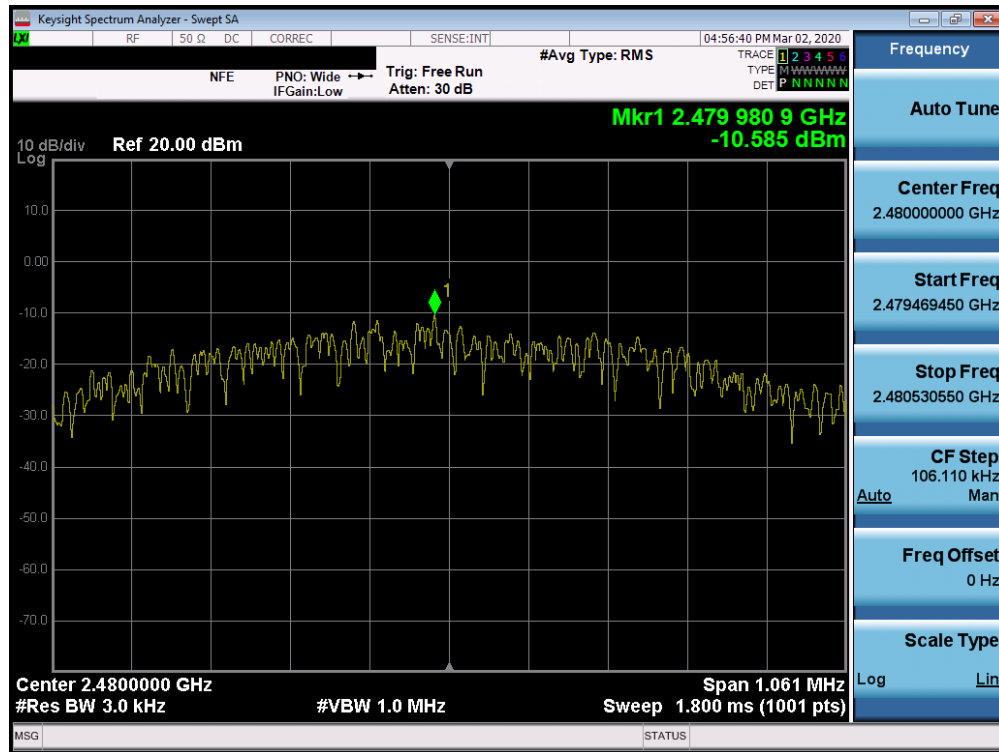 Keysight Spectrum Analyzer - Swept SA
LXI RF 50 Ω DC CORREC SENSE:INT 04:56:40 PM Mar 02, 2020
#Avg Type: RMS
TRACE 1 2 3 4 5 6
TYPE M WWWWW
DET P N N N N N
NFE
PNO: Wide
IFGain:Low
Trig: Free Run
Atten: 30 dB
Mkr1 2.479 980 9 GHz
-10.585 dBm
10 dB/div Ref 20.00 dBm
Log
1
10.0
0.00
-10.0
-20.0
-30.0
-40.0
-50.0
-60.0
-70.0
Center 2.4800000 GHz Span 1.061 MHz
#Res BW 3.0 kHz #VBW 1.0 MHz Sweep 1.800 ms (1001 pts)
MSG STATUS
Frequency
Auto Tune
Center Freq
2.480000000 GHz
Start Freq
2.479469450 GHz
Stop Freq
2.480530550 GHz
CF Step
106.110 kHz
Auto Man
Freq Offset
0 Hz
Scale Type
Log Lin